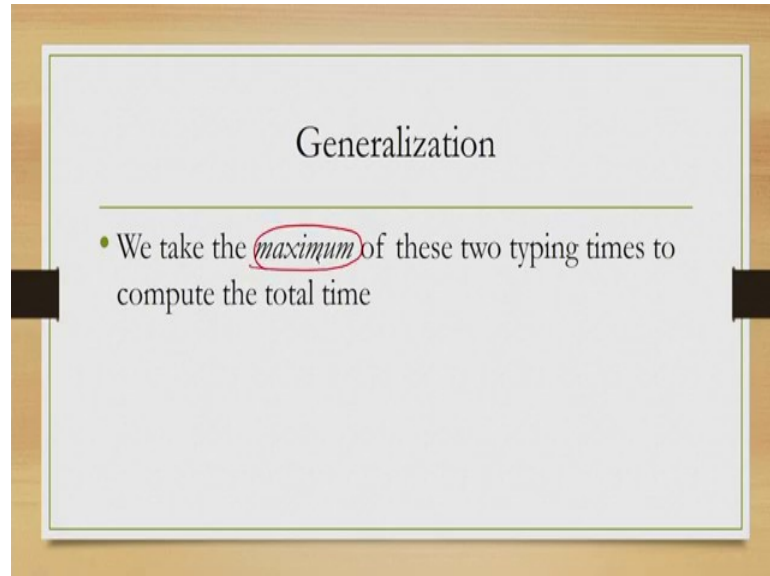 Generalization
• We take the maximum of these two typing times to
compute the total time